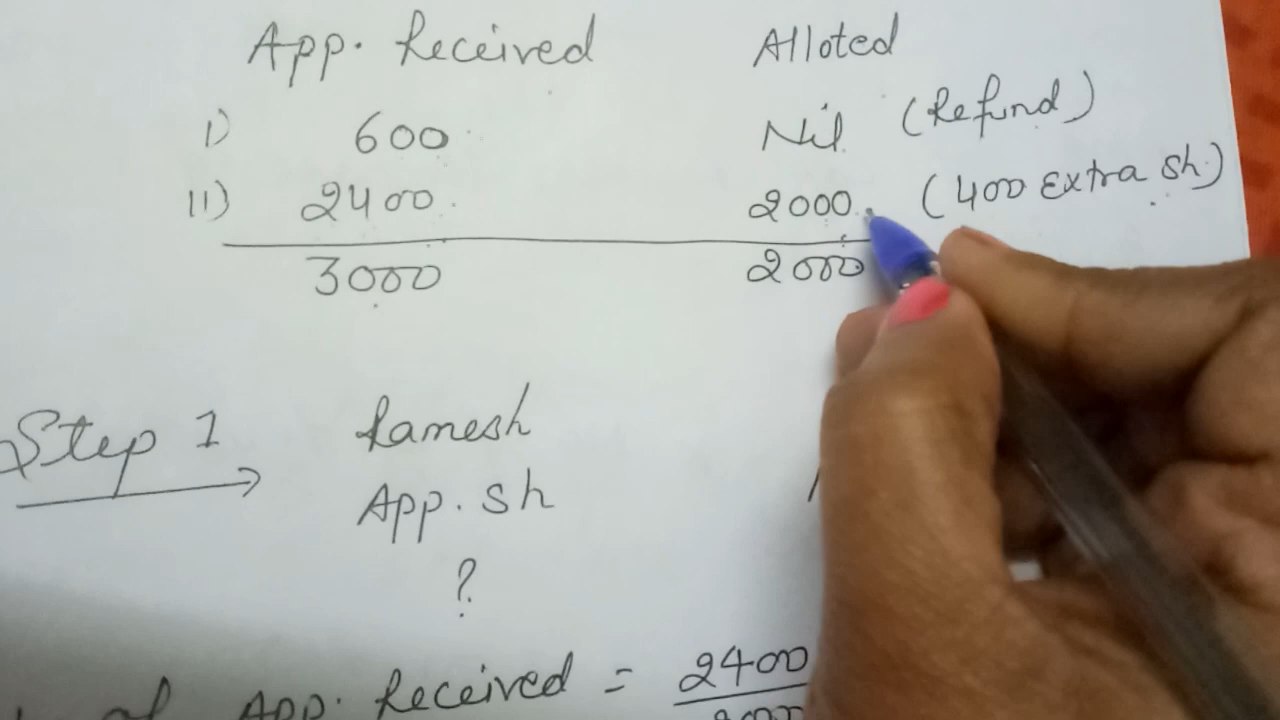 App. Received Alloted
I) 600 Nil (Refund)
II) 2400 2000 (400 Extra Sh)
3000 2000
Step 1 Ramesh
App. Sh
?
of App. Received = 2400